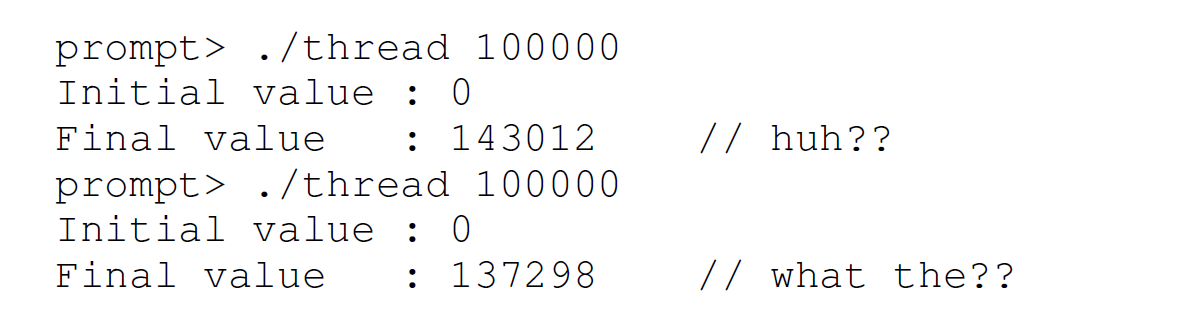 prompt> ./thread 100000
Initial value : 0
Final value   : 143012    // huh??
prompt> ./thread 100000
Initial value : 0
Final value   : 137298    // what the??